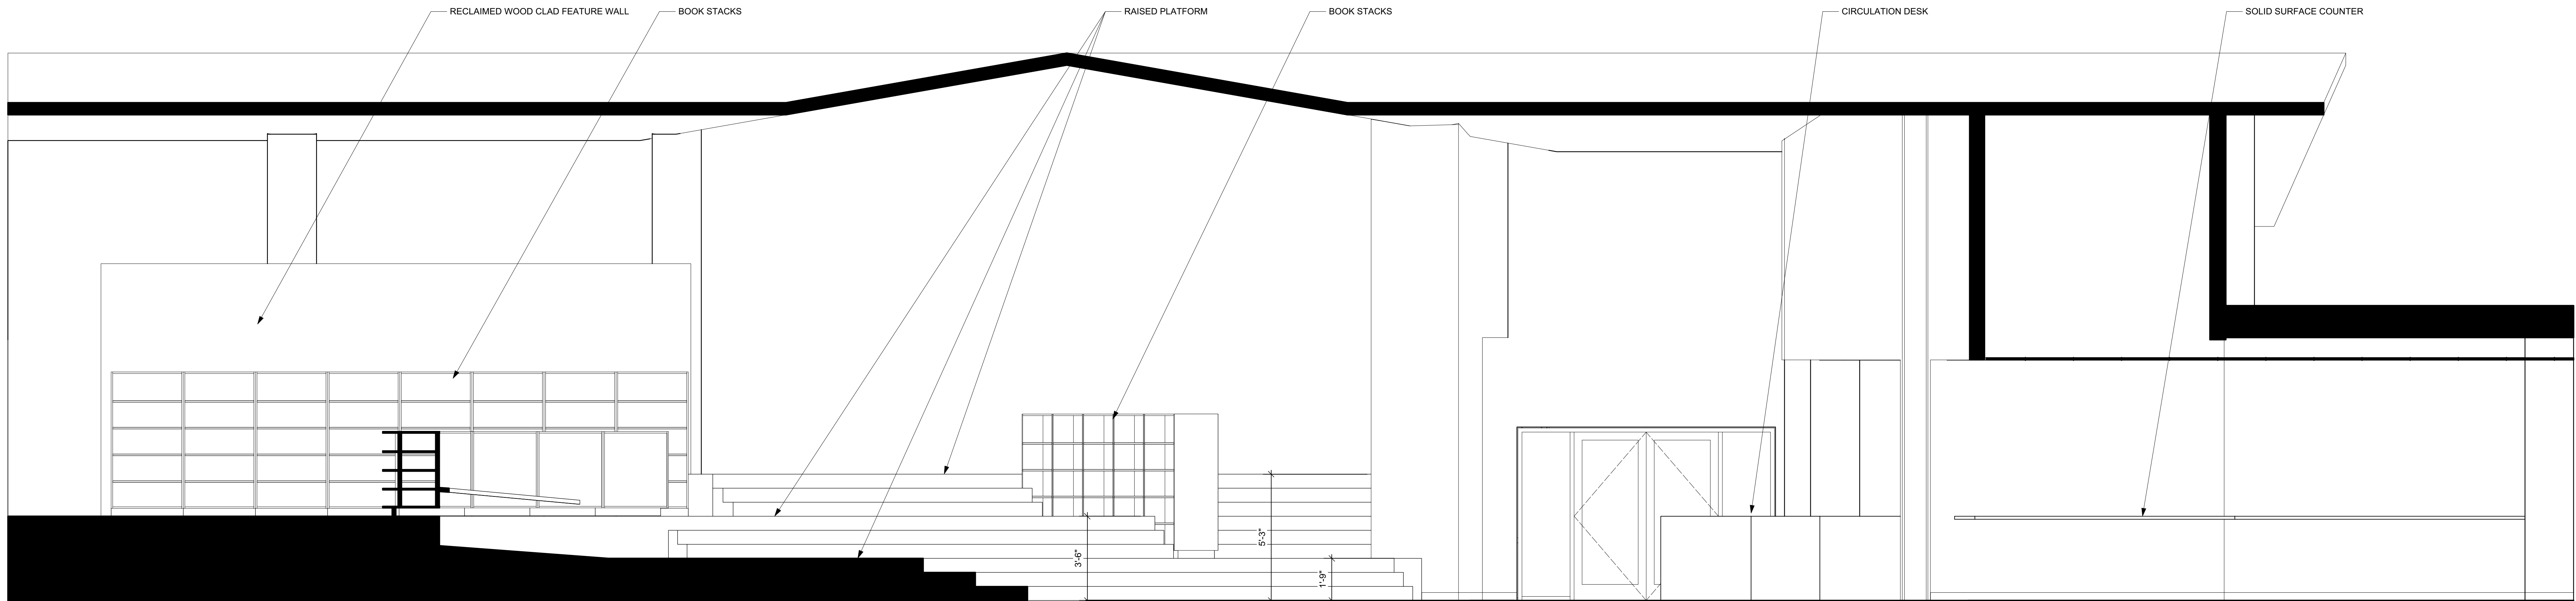 RECLAIMED WOOD CLAD FEATURE WALL
BOOK STACKS
RAISED PLATFORM
BOOK STACKS
CIRCULATION DESK
SOLID SURFACE COUNTER
3'-6"
5'-3"
1'-9"